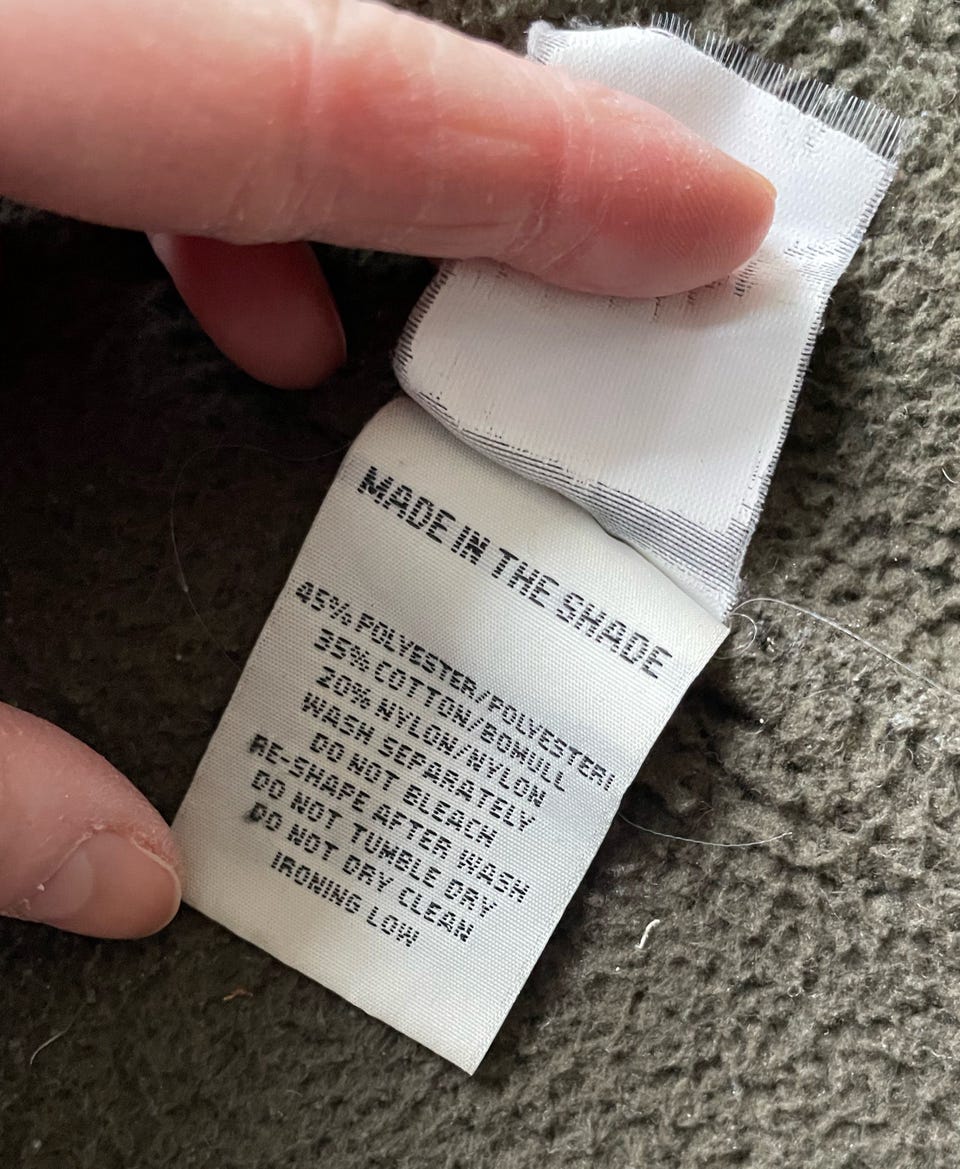 MADE IN THE SHADE
45% POLYESTER/POLYESTERI
35% COTTON/BOMULL
20% NYLON/NYLON
WASH SEPARATELY
DO NOT BLEACH
RE-SHAPE AFTER WASH
DO NOT TUMBLE DRY
DO NOT DRY CLEAN
IRONING LOW